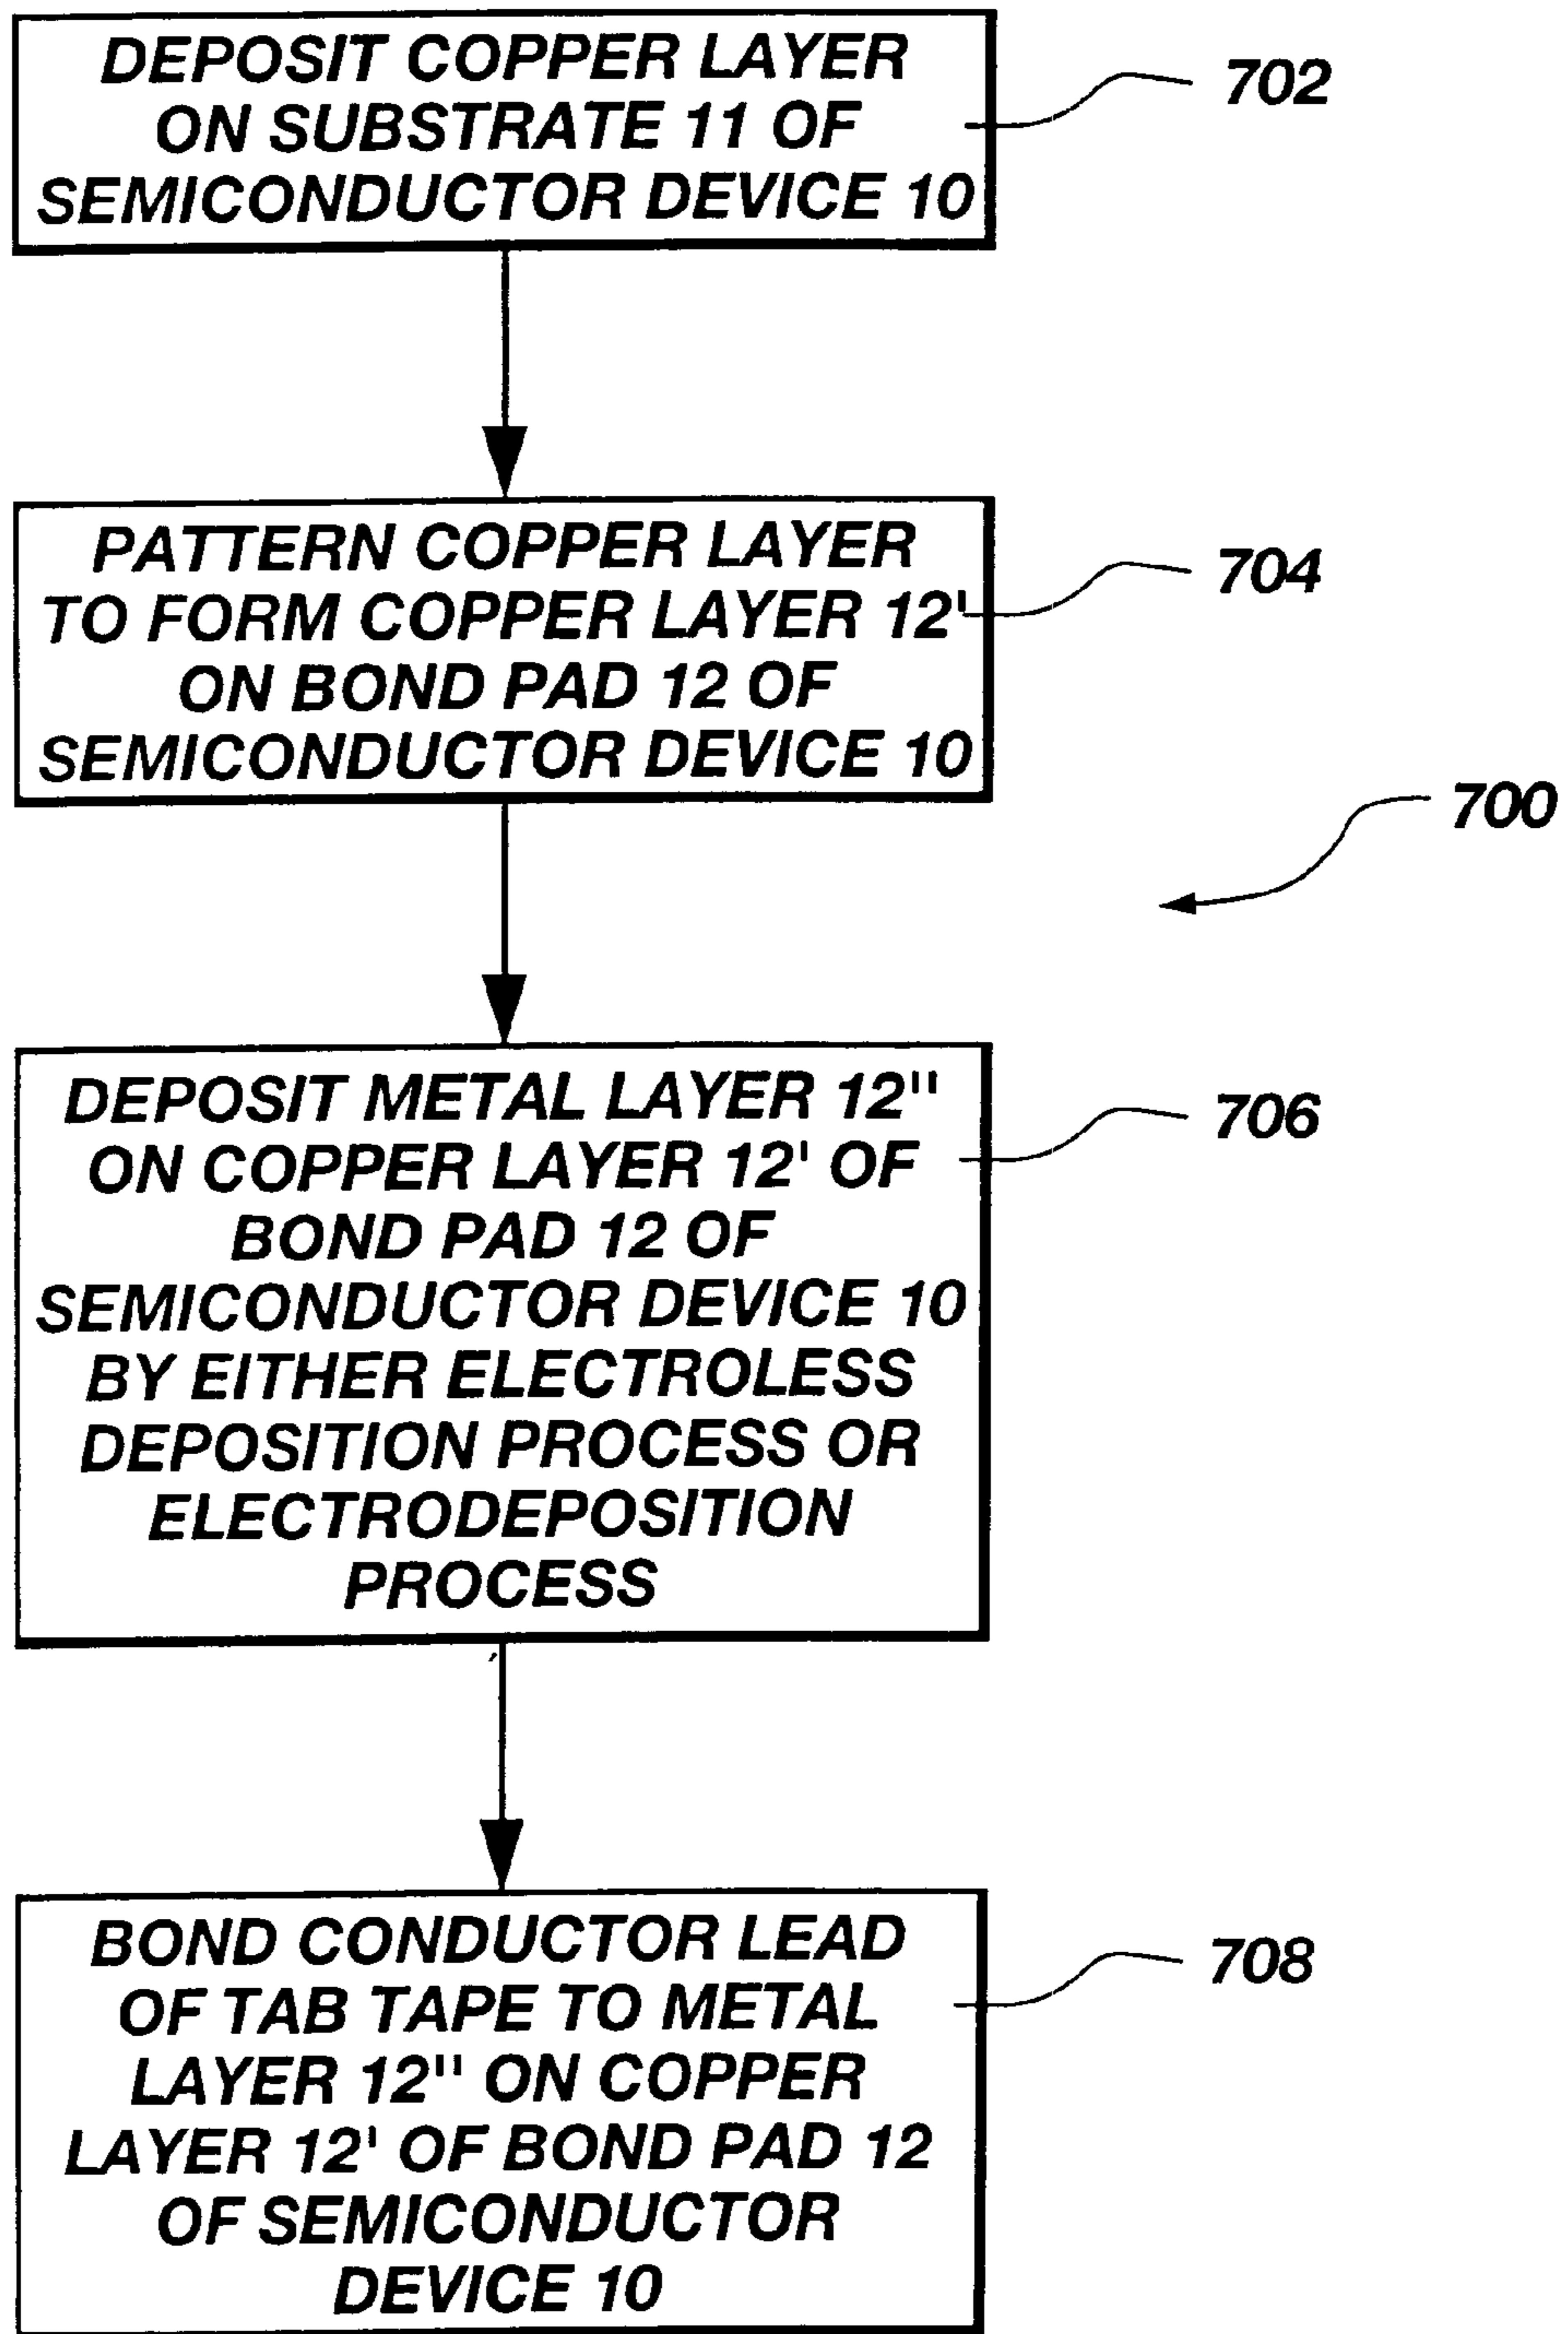 DEPOSIT COPPER LAYER
ON SUBSTRATE 11 OF
SEMICONDUCTOR DEVICE 10
702
PATTERN COPPER LAYER
TO FORM COPPER LAYER 12'
ON BOND PAD 12 OF
SEMICONDUCTOR DEVICE 10
704
700
DEPOSIT METAL LAYER 12''
ON COPPER LAYER 12' OF
BOND PAD 12 OF
SEMICONDUCTOR DEVICE 10
BY EITHER ELECTROLESS
DEPOSITION PROCESS OR
ELECTRODEPOSITION
PROCESS
706
BOND CONDUCTOR LEAD
OF TAB TAPE TO METAL
LAYER 12'' ON COPPER
LAYER 12' OF BOND PAD 12
OF SEMICONDUCTOR
DEVICE 10
708